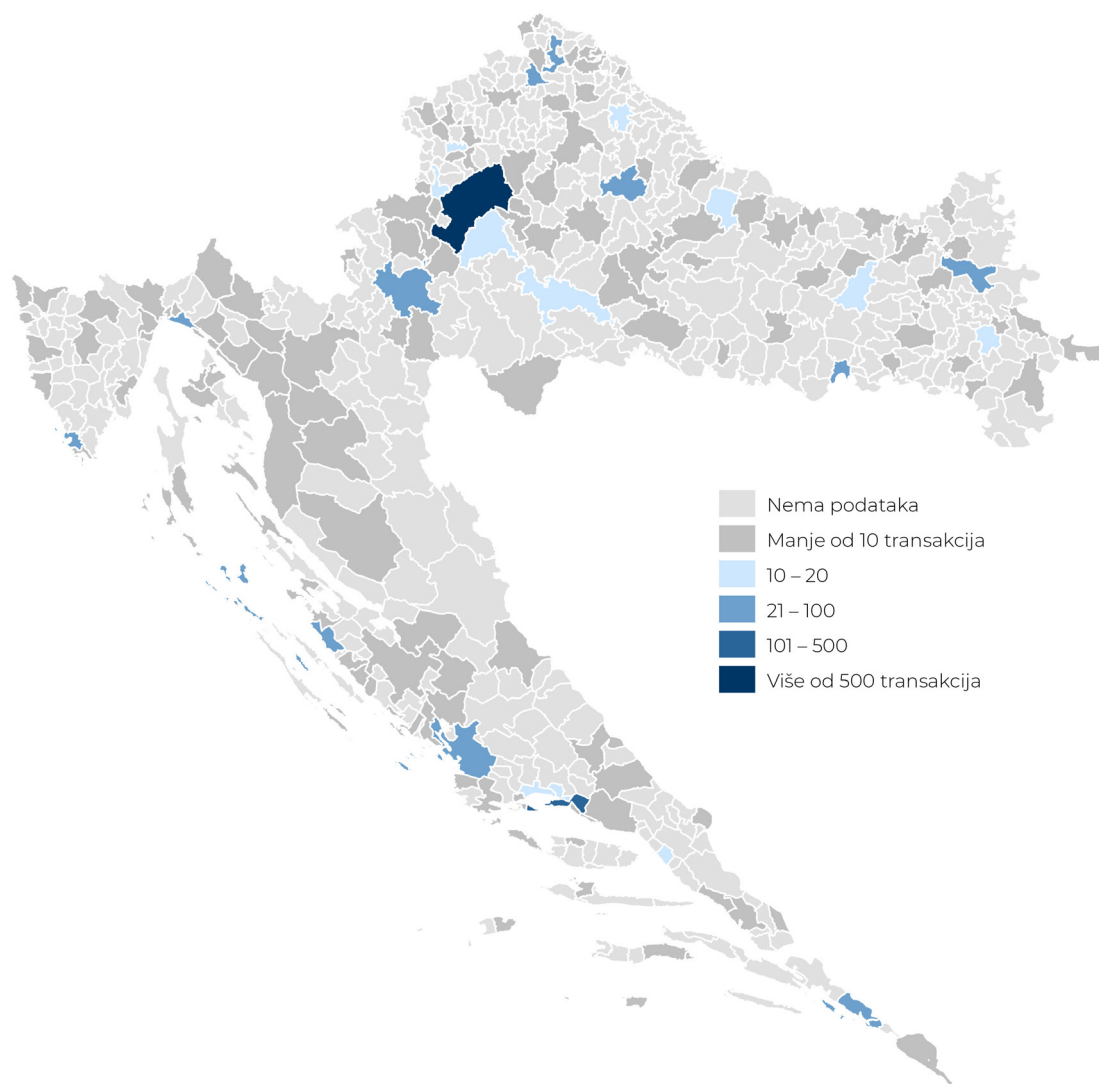 Nema podataka
Manje od 10 transakcija
10 – 20
21 – 100
101 – 500
Više od 500 transakcija